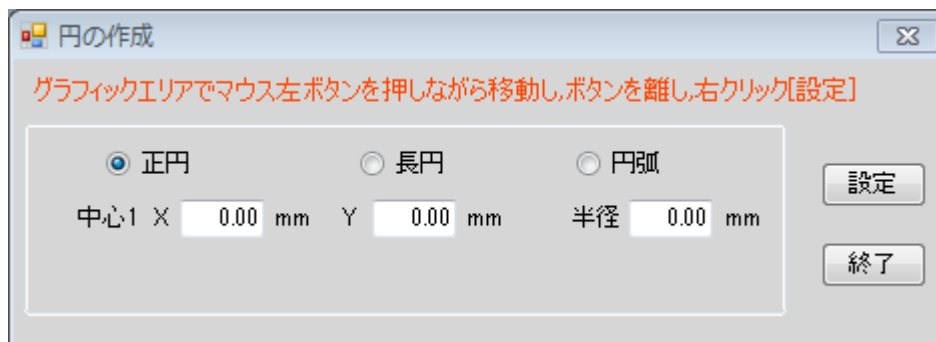 円の作成
グラフィックエリアでマウス左ボタンを押しながら移動し,ボタンを離し,右クリック[設定]
正円 長円 円弧
設定
中心1 X 0.00 mm Y 0.00 mm 半径 0.00 mm
終了